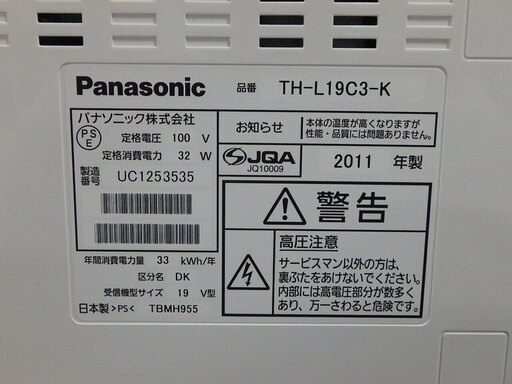 Panasonic 品番 TH-L19C3-K
パナソニック株式会社
PS
E
定格電圧 100 V
定格消費電力 32 W
製造番号 UC1253535
年間消費電力量 33 kWh/年
区分名 DK
受信機型サイズ 19 V型
日本製 >PS< TBMH955
お知らせ
本体の温度が高くなりますが
性能・品質には問題ありません。
JQA
JQ10009
2011 年製
警告
高圧注意
サービスマン以外の方は、
裏ぶたをあけないでください。
内部には高電圧部分が数多く
あり、万一さわると危険です。